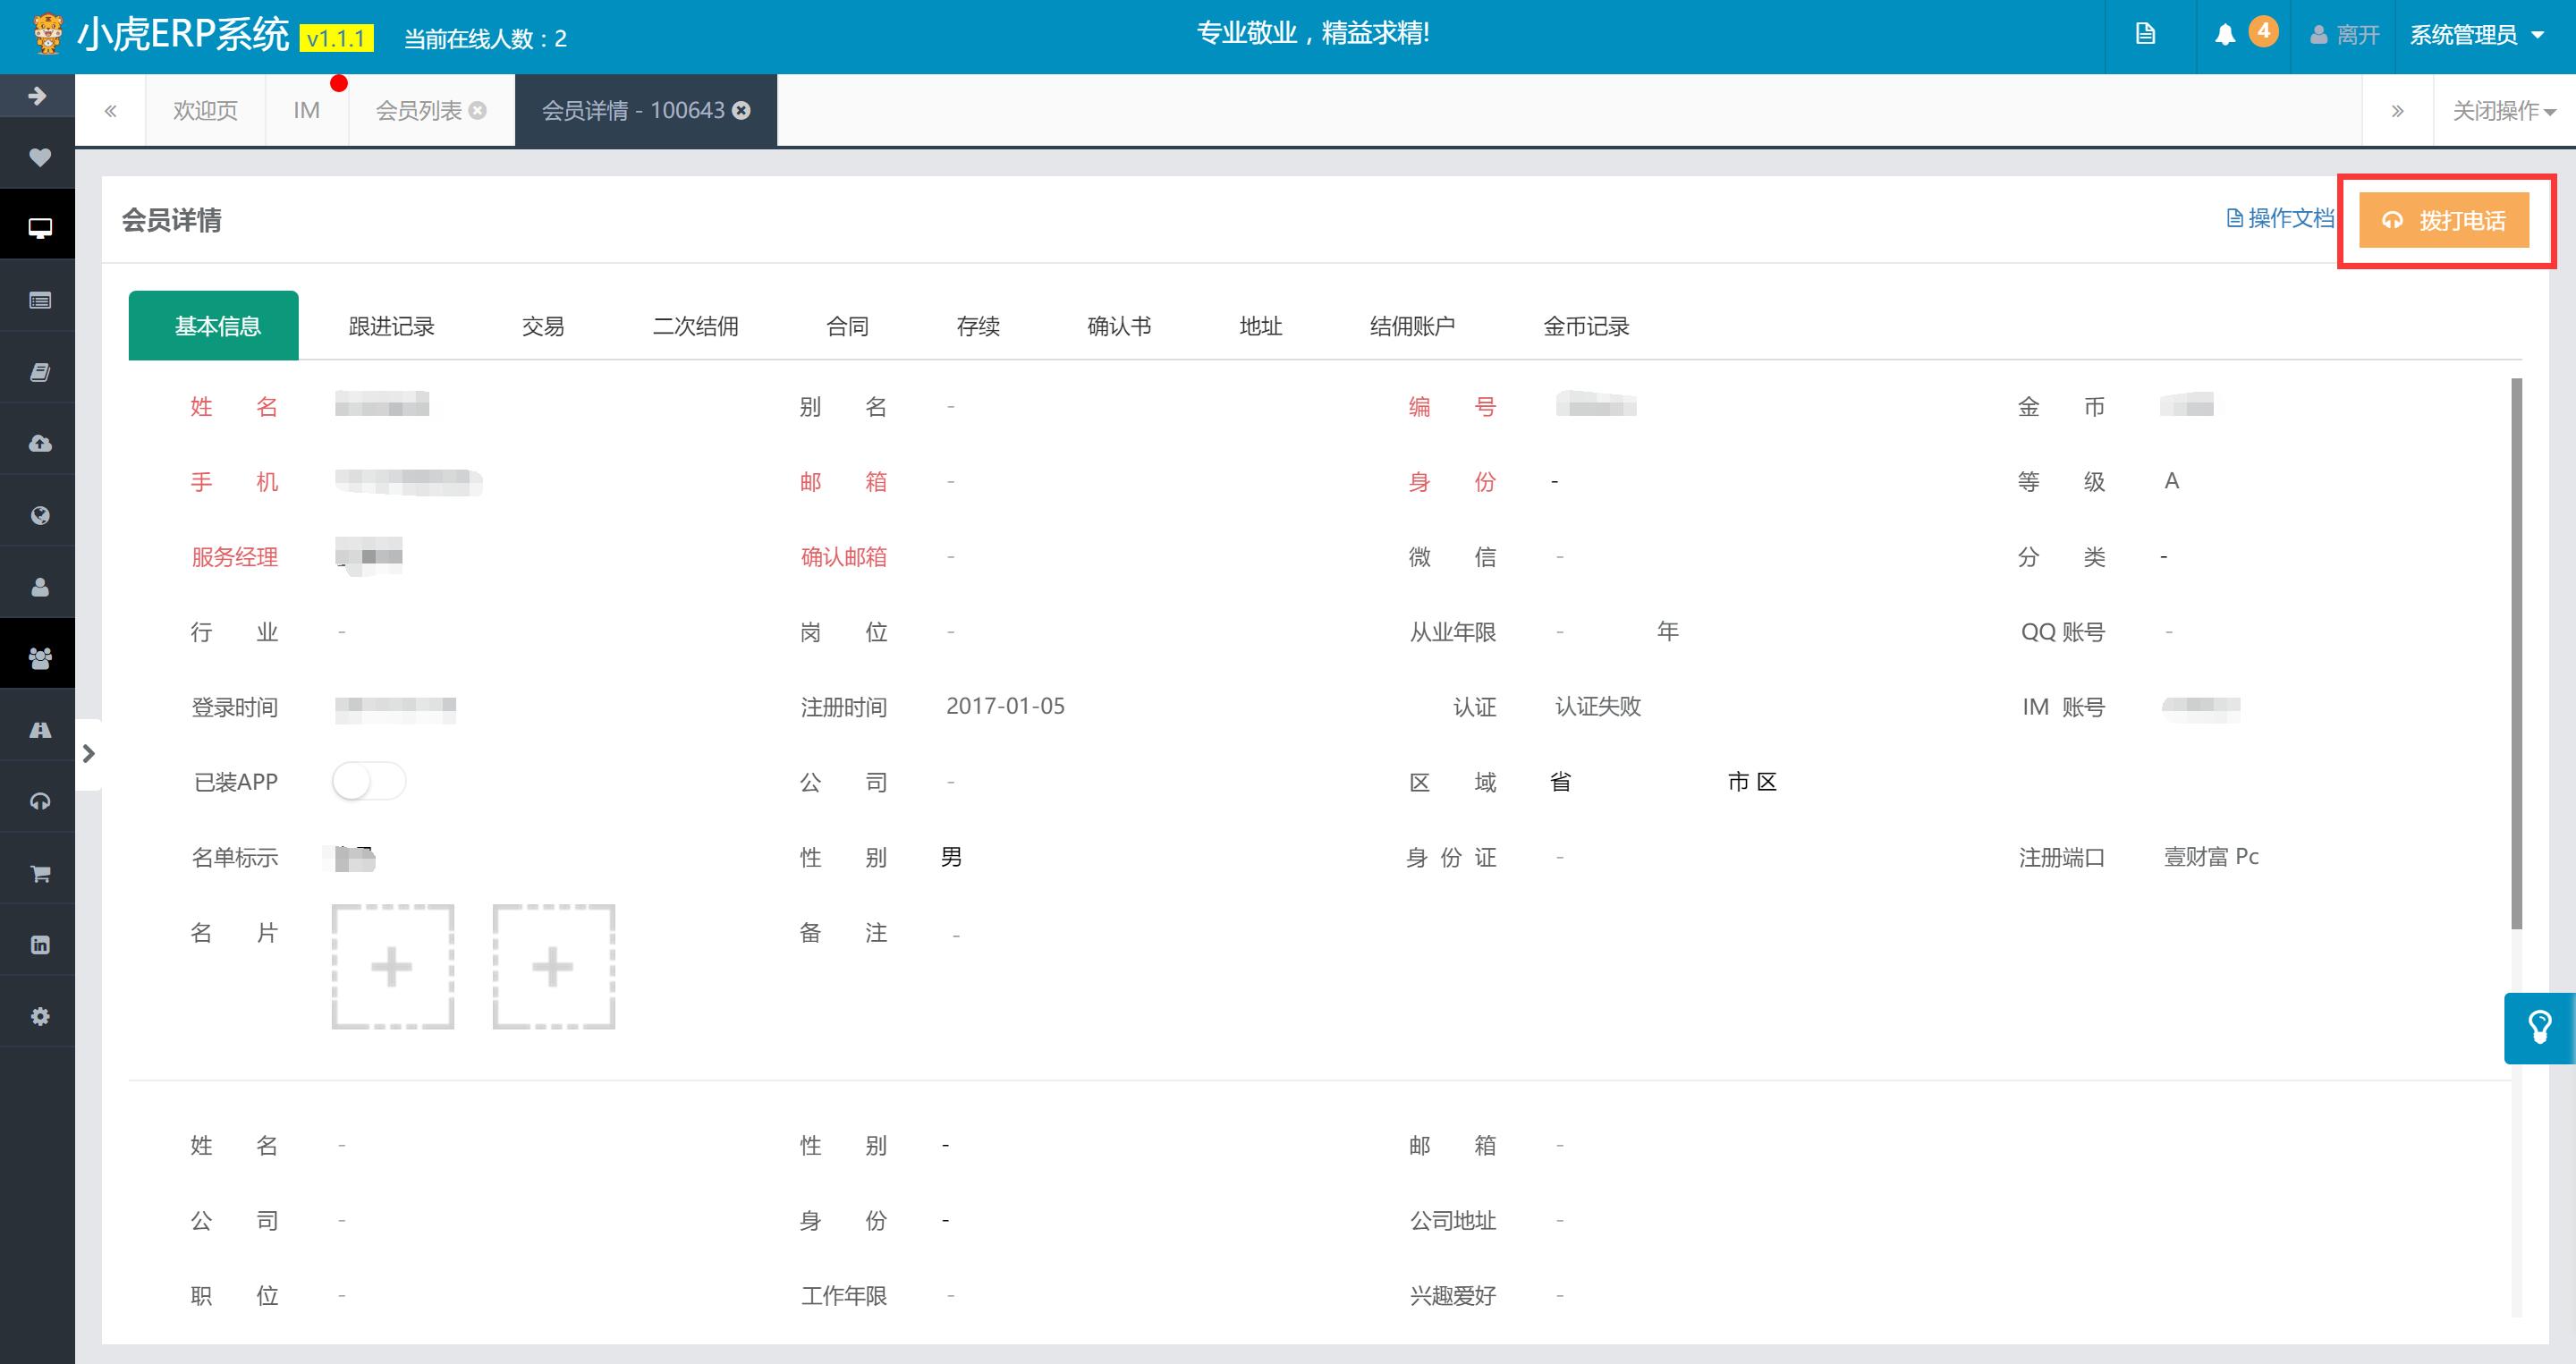 小虎ERP系统 v1.1.1 当前在线人数：2 专业敬业，精益求精! 4 离开 系统管理员
欢迎页 IM 会员列表 会员详情 - 100643 关闭操作
会员详情 操作文档 拨打电话
基本信息 跟进记录 交易 二次结佣 合同 存续 确认书 地址 结佣账户 金币记录
姓名 别名 - 编号 金币
手机 邮箱 - 身份 - 等级 A
服务经理 确认邮箱 - 微信 - 分类 -
行业 - 岗位 - 从业年限 - 年 QQ 账号 -
登录时间 注册时间 2017-01-05 认证 认证失败 IM 账号
已装APP 公司 - 区域 省 市 区
名单标示 性别 男 身份证 - 注册端口 壹财富 Pc
名片 备注 -
姓名 - 性别 - 邮箱 -
公司 - 身份 - 公司地址 -
职位 - 工作年限 - 兴趣爱好 -